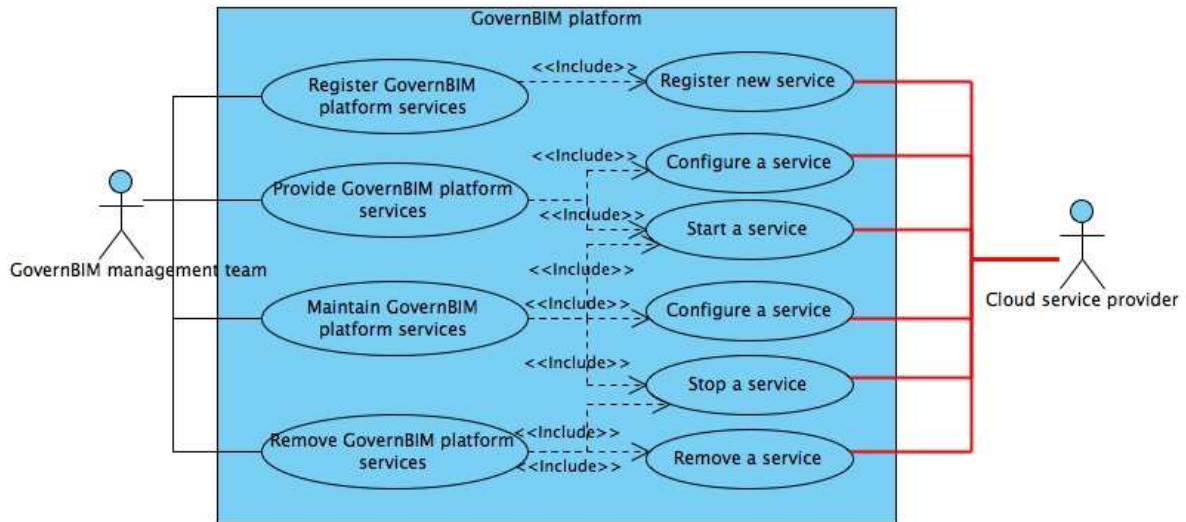 GovernBIM platform
<<Include>>
Register GovernBIM
platform services
Register new service
<<Include>>
Configure a service
Provide GovernBIM platform
services
<<Include>>
Start a service
GovernBIM management team
<<Include>>
Cloud service provider
Maintain GovernBIM
platform services
<<Include>>
Configure a service
<<Include>>
Stop a service
<<Include>>
Remove GovernBIM platform
services
<<Include>>
Remove a service